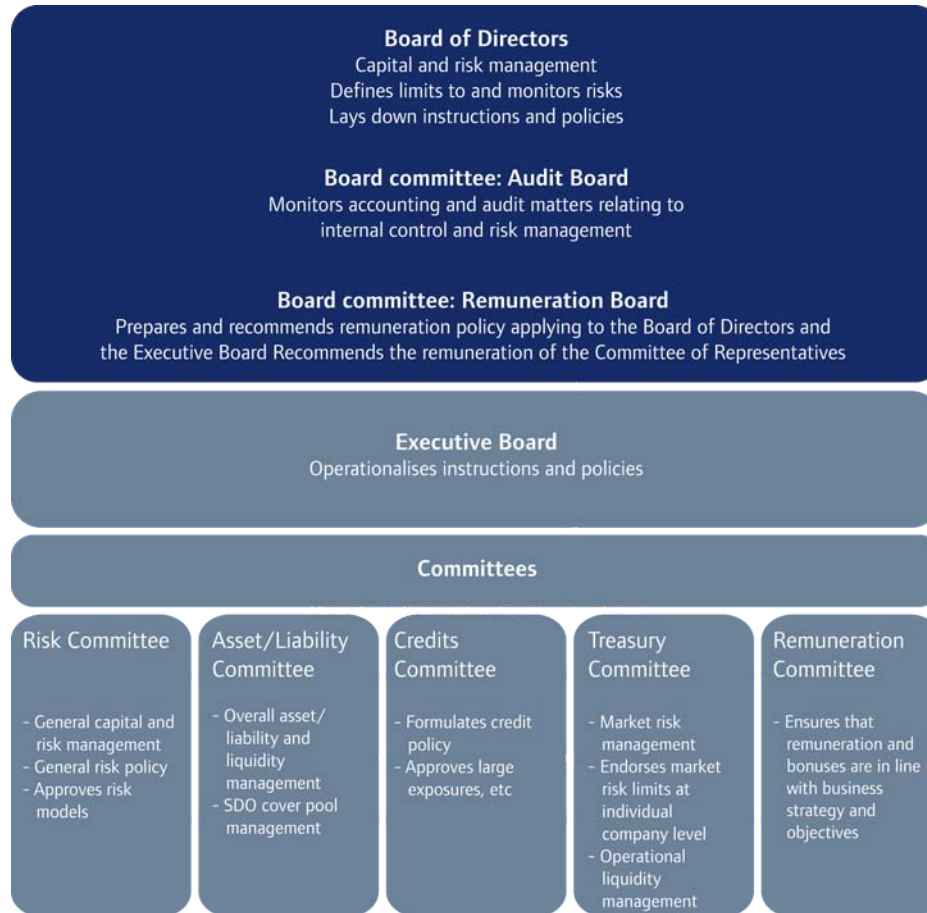 Board of Directors
Capital and risk management
Defines limits to and monitors risks
Lays down instructions and policies
Board committee: Audit Board
Monitors accounting and audit matters relating to
internal control and risk management
Board committee: Remuneration Board
Prepares and recommends remuneration policy applying to the Board of Directors and
the Executive Board Recommends the remuneration of the Committee of Representatives
Executive Board
Operationalises instructions and policies
Committees
Risk Committee
- General capital and
risk management
- General risk policy
- Approves risk
models
Asset/Liability
Committee
- Overall asset/
liability and
liquidity
management
- SDO cover pool
management
Credits
Committee
- Formulates credit
policy
- Approves large
exposures, etc
Treasury
Committee
- Market risk
management
- Endorses market
risk limits at
individual
company level
- Operational
liquidity
management
Remuneration
Committee
- Ensures that
remuneration and
bonuses are in line
with business
strategy and
objectives